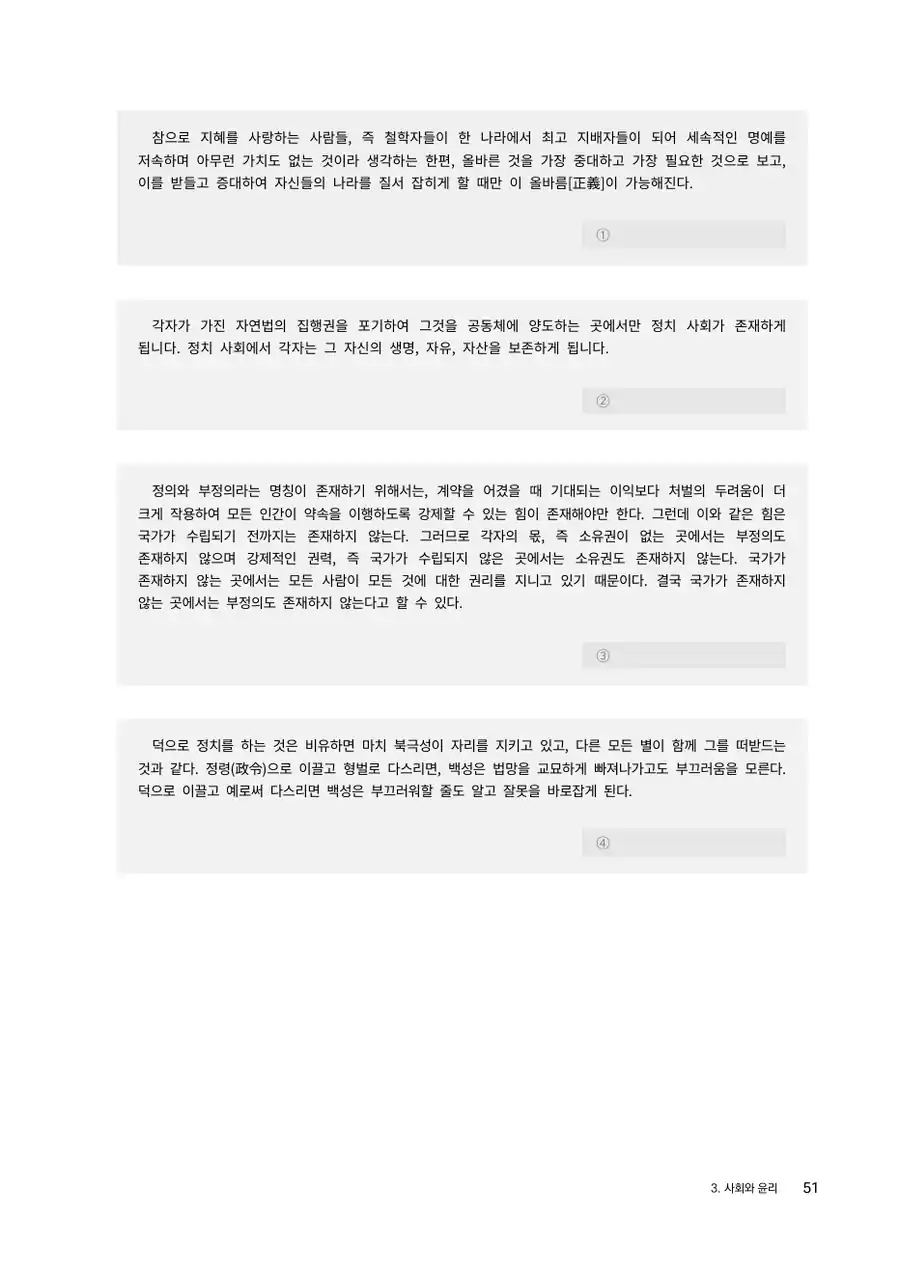 참으로 지혜를 사랑하는 사람들, 즉 철학자들이 한 나라에서 최고 지배자들이 되어 세속적인 명예를
저속하며 아무런 가치도 없는 것이라 생각하는 한편, 올바른 것을 가장 중대하고 가장 필요한 것으로 보고,
이를 받들고 증대하여 자신들의 나라를 질서 잡히게 할 때만 이 올바름[正義]이 가능해진다.
①
각자가 가진 자연법의 집행권을 포기하여 그것을 공동체에 양도하는 곳에서만 정치 사회가 존재하게
됩니다. 정치 사회에서 각자는 그 자신의 생명, 자유, 자산을 보존하게 됩니다.
②
정의와 부정의라는 명칭이 존재하기 위해서는, 계약을 어겼을 때 기대되는 이익보다 처벌의 두려움이 더
크게 작용하여 모든 인간이 약속을 이행하도록 강제할 수 있는 힘이 존재해야만 한다. 그런데 이와 같은 힘은
국가가 수립되기 전까지는 존재하지 않는다. 그러므로 각자의 몫, 즉 소유권이 없는 곳에서는 부정의도
존재하지 않으며 강제적인 권력, 즉 국가가 수립되지 않은 곳에서는 소유권도 존재하지 않는다. 국가가
존재하지 않는 곳에서는 모든 사람이 모든 것에 대한 권리를 지니고 있기 때문이다. 결국 국가가 존재하지
않는 곳에서는 부정의도 존재하지 않는다고 할 수 있다.
③
덕으로 정치를 하는 것은 비유하면 마치 북극성이 자리를 지키고 있고, 다른 모든 별이 함께 그를 떠받드는
것과 같다. 정령(政令)으로 이끌고 형벌로 다스리면, 백성은 법망을 교묘하게 빠져나가고도 부끄러움을 모른다.
덕으로 이끌고 예로써 다스리면 백성은 부끄러워할 줄도 알고 잘못을 바로잡게 된다.
④
3. 사회와 윤리 51